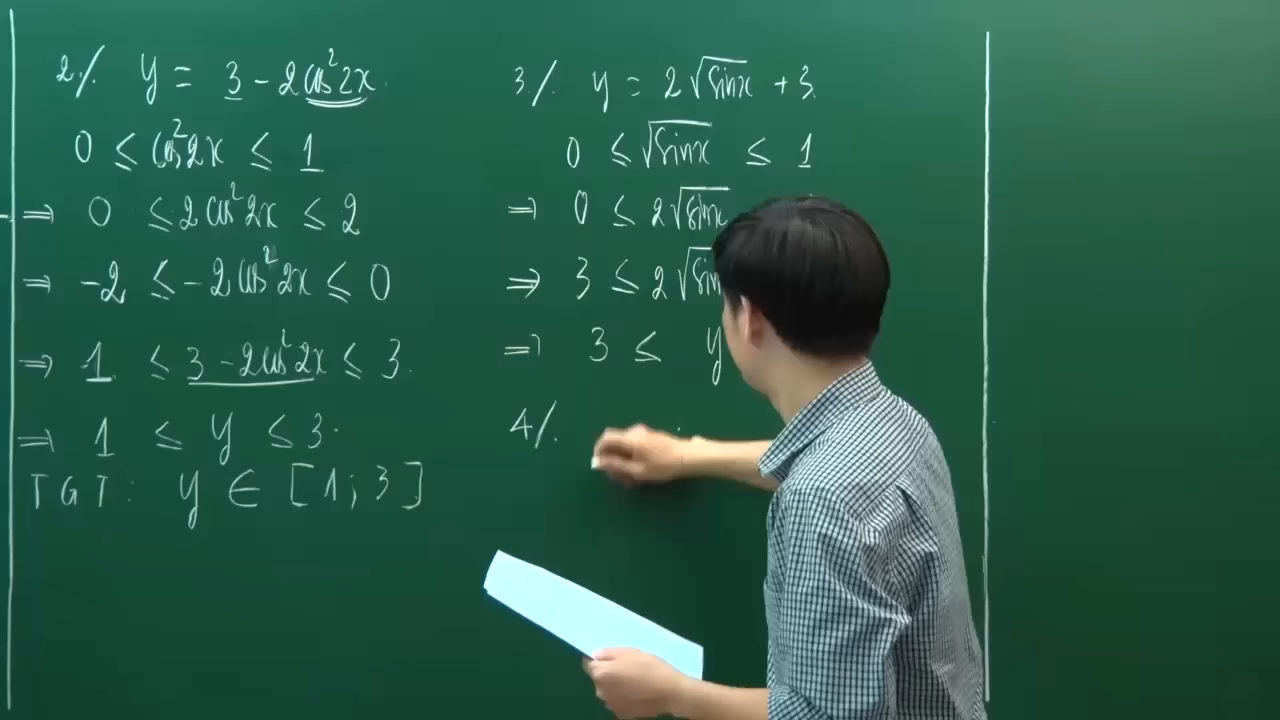 2/. y = 3 - 2cos²2x
0 ≤ cos²2x ≤ 1
⇒ 0 ≤ 2cos²2x ≤ 2
⇒ -2 ≤ -2cos²2x ≤ 0
⇒ 1 ≤ 3 - 2cos²2x ≤ 3.
⇒ 1 ≤ y ≤ 3.
TGT: y ∈ [1; 3]
3/. y = 2√sinx + 3.
0 ≤ √sinx ≤ 1
⇒ 0 ≤ 2√sinx
⇒ 3 ≤ 2√sin
⇒ 3 ≤ y
4/.